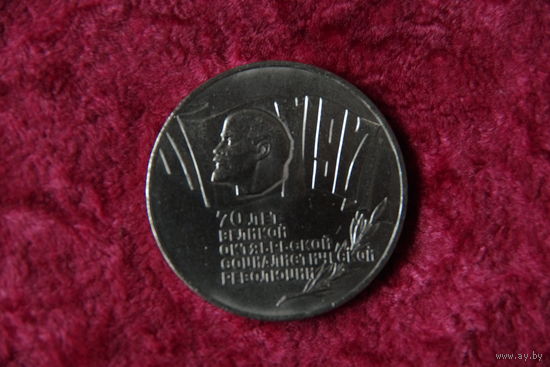 1917
70 ЛЕТ
ВЕЛИКОЙ
ОКТЯБРЬСКОЙ
СОЦИАЛИСТИЧЕСКОЙ
РЕВОЛЮЦИИ
www.ay.by